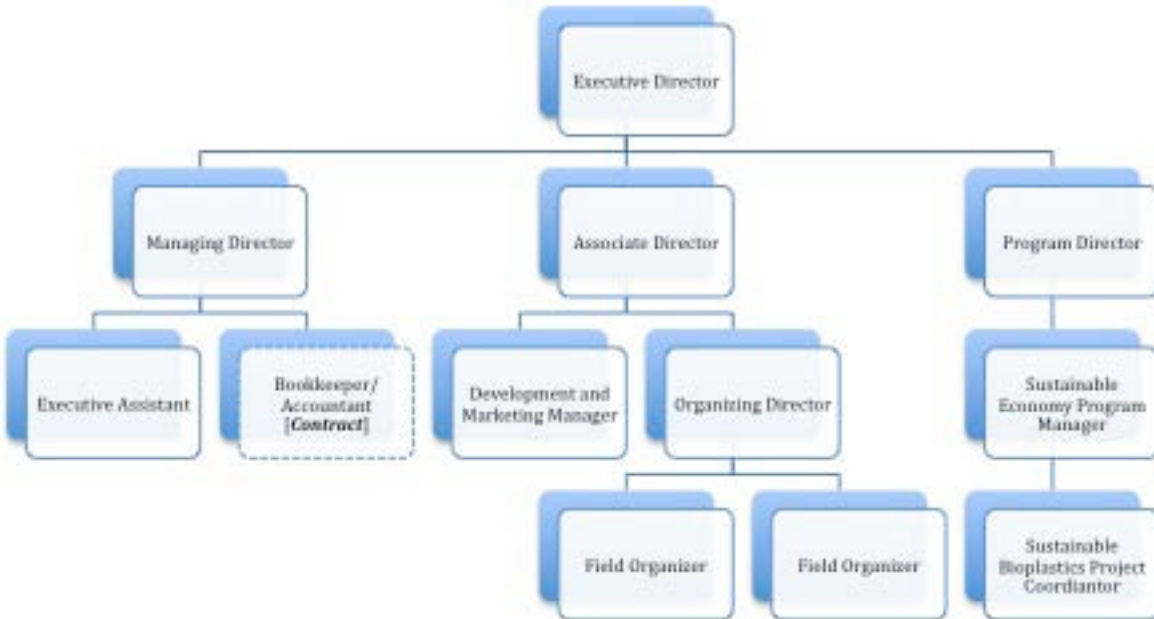 Executive Director
Managing Director
Associate Director
Program Director
Executive Assistant
Bookkeeper/
Accountant
[Contract]
Development and
Marketing Manager
Organizing Director
Sustainable
Economy Program
Manager
Field Organizer
Field Organizer
Sustainable
Bioplastics Project
Coordiantor